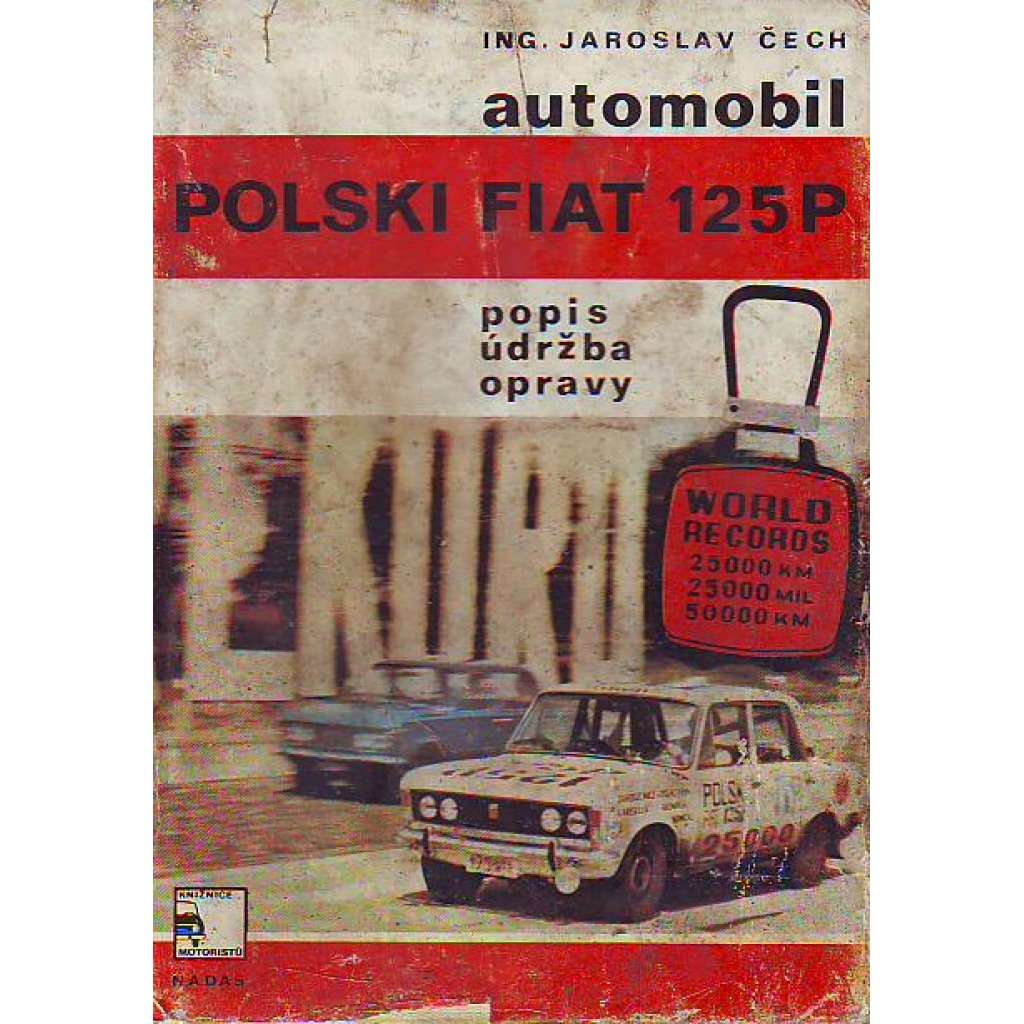 ING. JAROSLAV ČECH
automobil
POLSKI FIAT 125P
popis
údržba
opravy
WORLD
RECORDS
25000 KM
25000 MIL
50000 KM
POLSKI
25000
KNIŽNICE
MOTORISTŮ
NADAS